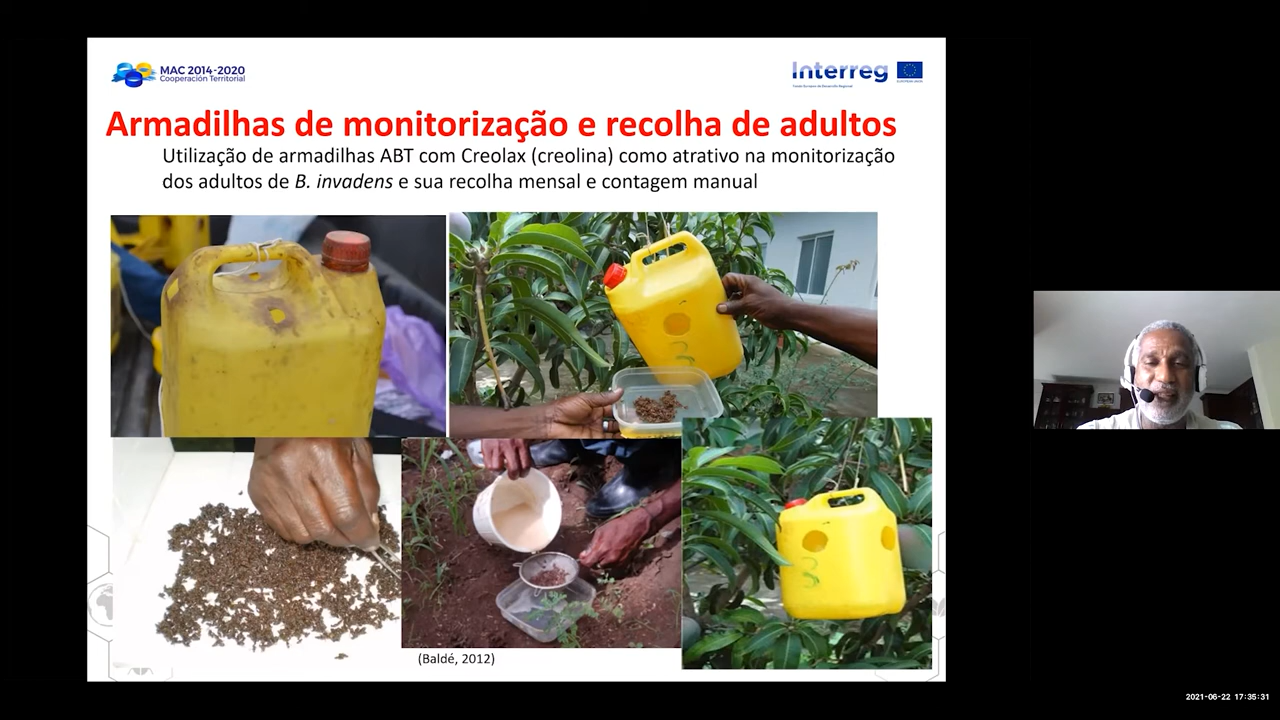 MAC 2014-2020
Cooperación Territorial
Interreg
Armadilhas de monitorização e recolha de adultos
Utilização de armadilhas ABT com Creolax (creolina) como atrativo na monitorização
dos adultos de B. invadens e sua recolha mensal e contagem manual
(Baldé, 2012)
2021-06-22 17:35:31